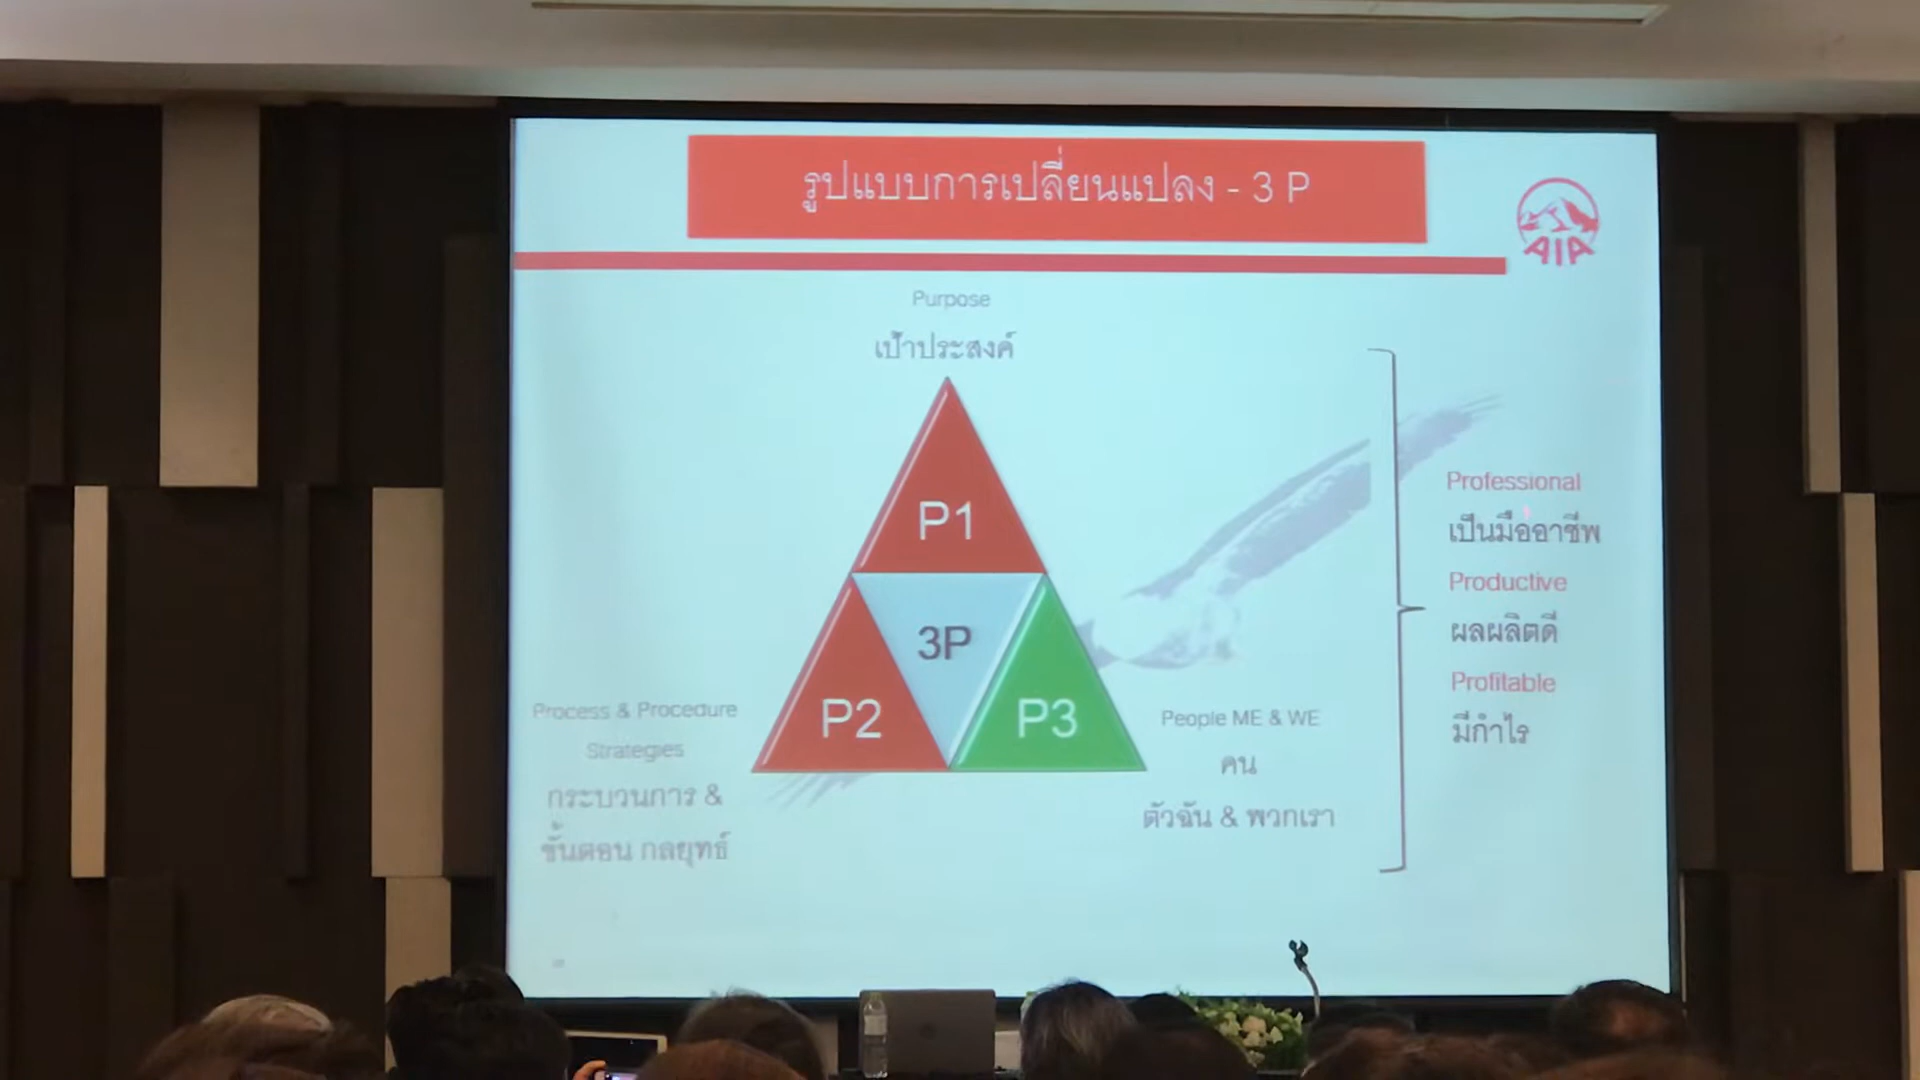 รูปแบบการเปลี่ยนแปลง - 3 P
AIA
Purpose
เป้าประสงค์
P1
3P
P2
P3
Process & Procedure
Strategies
กระบวนการ &
ขั้นตอน กลยุทธ์
People ME & WE
คน
ตัวฉัน & พวกเรา
Professional
เป็นมืออาชีพ
Productive
ผลผลิตดี
Profitable
มีกำไร